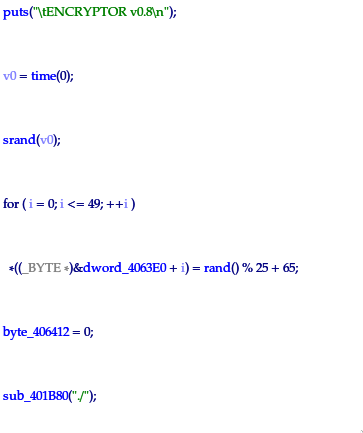 puts("\tENCRYPTOR v0.8\n");
v0 = time(0);
srand(v0);
for ( i = 0; i <= 49; ++i )
*((_BYTE *)&dword_4063E0 + i) = rand() % 25 + 65;
byte_406412 = 0;
sub_401B80("./");